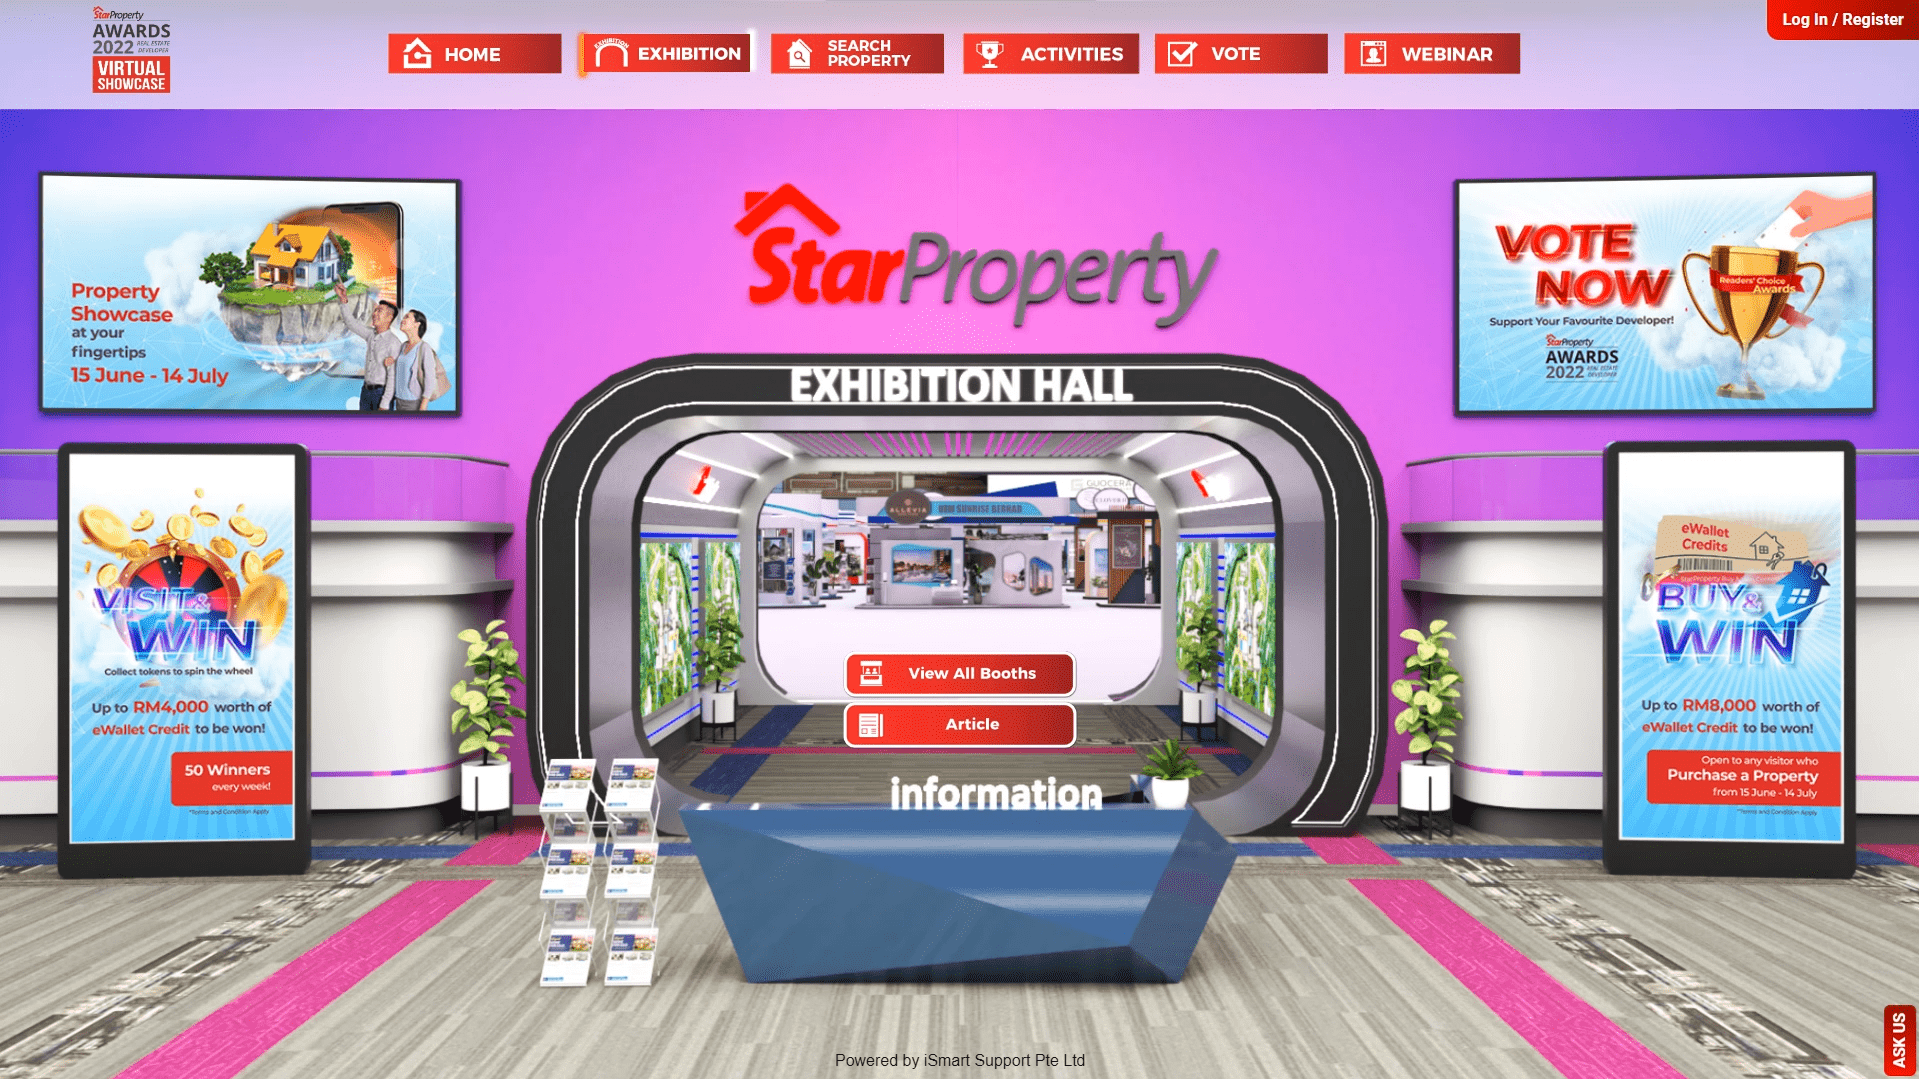 StarProperty
AWARDS
2022 REAL ESTATE
DEVELOPER
VIRTUAL
SHOWCASE
HOME
EXHIBITION
EXHIBITION
SEARCH
PROPERTY
ACTIVITIES
VOTE
WEBINAR
Log In / Register
Property
Showcase
at your
fingertips
15 June - 14 July
StarProperty
VOTE
NOW
Support Your Favourite Developer!
Readers' Choice
Awards
StarProperty
AWARDS
2022 REAL ESTATE
DEVELOPER
EXHIBITION HALL
GUOCERA
ALLEVIA
UEM SUNRISE BERHAD
VISIT &
WIN
Collect tokens to spin the wheel
Up to RM4,000 worth of
eWallet Credit to be won!
50 Winners
every week!
*Terms and Condition Apply
View All Booths
Article
information
eWallet
Credits
BUY &
WIN
Up to RM8,000 worth of
eWallet Credit to be won!
Open to any visitor who
Purchase a Property
from 15 June - 14 July
*Terms and Condition Apply
Powered by iSmart Support Pte Ltd
ASK US